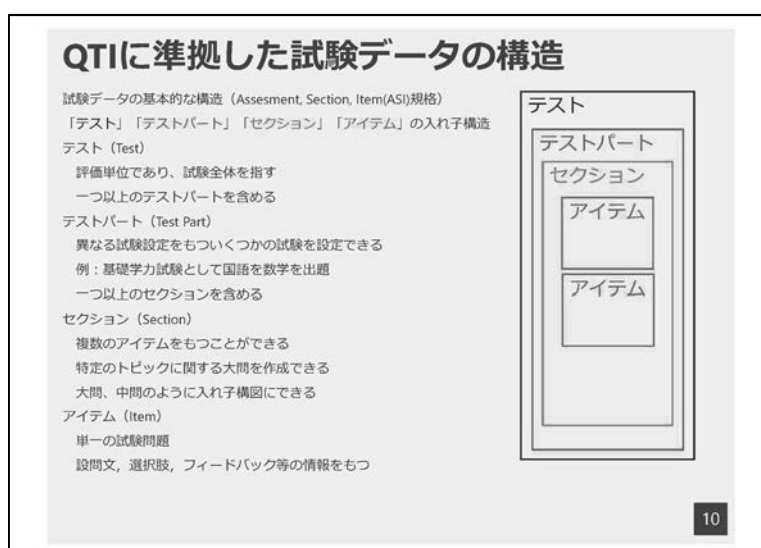 QTIに準拠した試験データの構造
試験データの基本的な構造（Assesment, Section, Item(ASI)規格）
「テスト」「テストパート」「セクション」「アイテム」の入れ子構造
テスト（Test）
評価単位であり、試験全体を指す
一つ以上のテストパートを含める
テストパート（Test Part）
異なる試験設定をもついくつかの試験を設定できる
例：基礎学力試験として国語を数学を出題
一つ以上のセクションを含める
セクション（Section）
複数のアイテムをもつことができる
特定のトピックに関する大問を作成できる
大問、中問のように入れ子構図にできる
アイテム（Item）
単一の試験問題
設問文，選択肢，フィードバック等の情報をもつ
テスト
テストパート
セクション
アイテム
アイテム
10